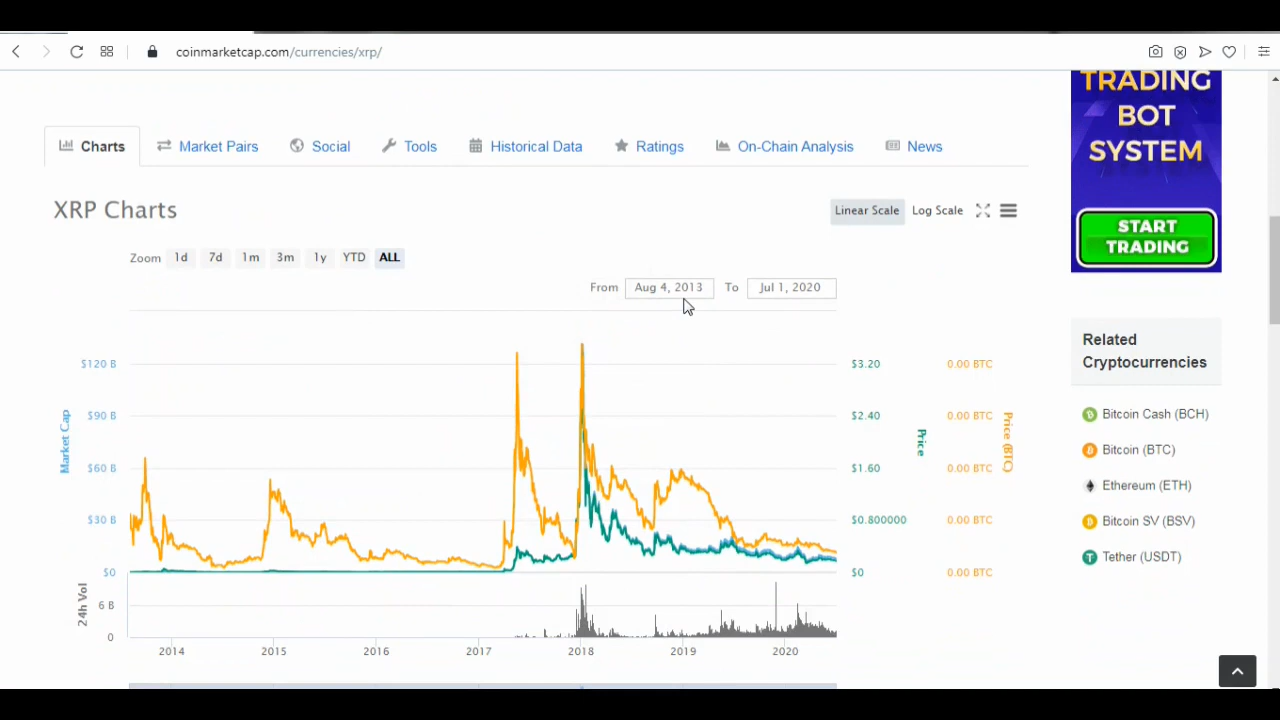 coinmarketcap.com/currencies/xrp/
TRADING
BOT
SYSTEM
START
TRADING
Charts
Market Pairs
Social
Tools
Historical Data
Ratings
On-Chain Analysis
News
XRP Charts
Linear Scale
Log Scale
Zoom 1d 7d 1m 3m 1y YTD ALL
From Aug 4, 2013 To Jul 1, 2020
$120 B
$90 B
$60 B
$30 B
$0
Market Cap
$3.20
$2.40
$1.60
$0.800000
$0
Price
0.00 BTC
0.00 BTC
0.00 BTC
0.00 BTC
0.00 BTC
Price (BTC)
24h Vol
6 B
0
2014 2015 2016 2017 2018 2019 2020
Related
Cryptocurrencies
Bitcoin Cash (BCH)
Bitcoin (BTC)
Ethereum (ETH)
Bitcoin SV (BSV)
Tether (USDT)